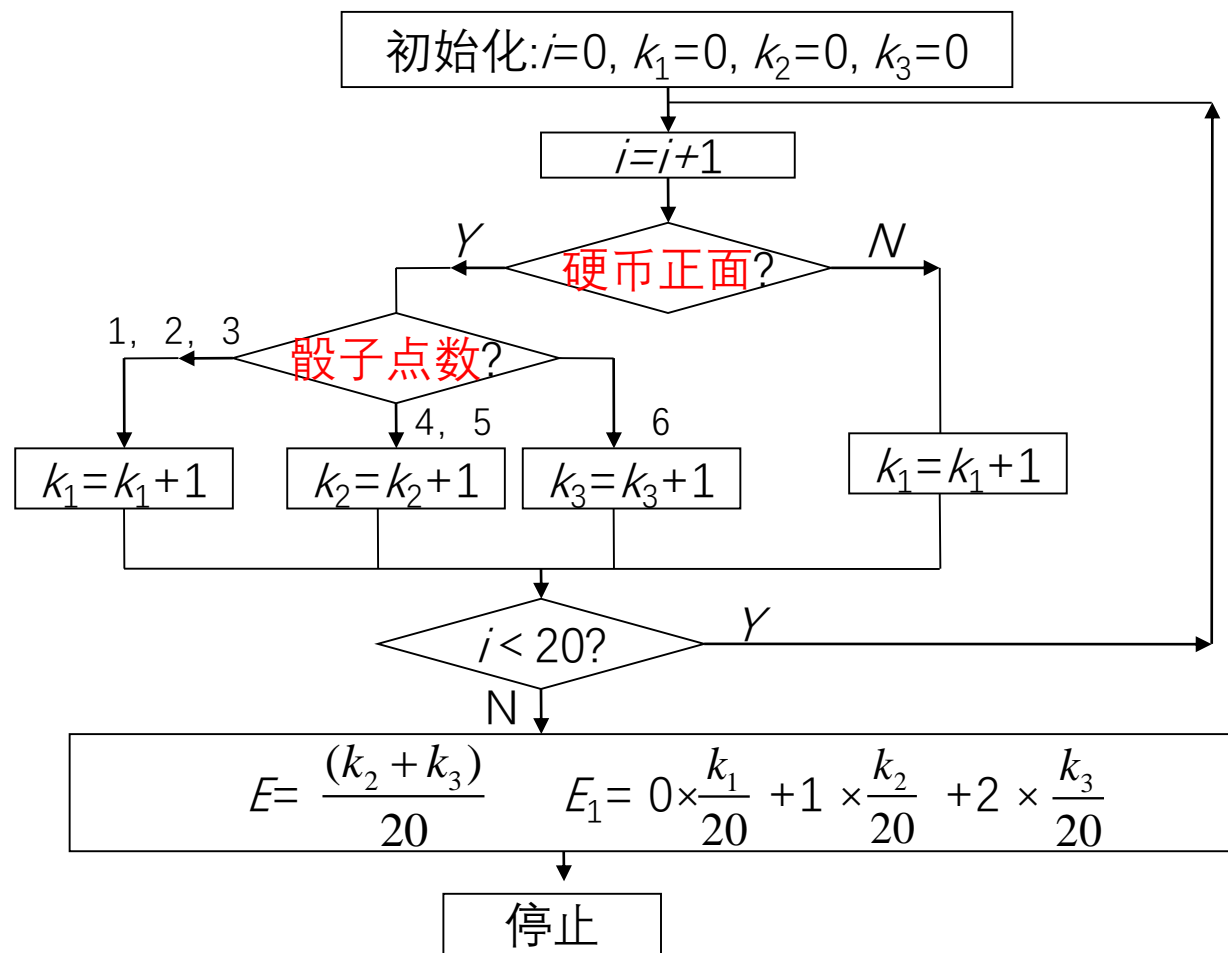 初始化:i=0, k₁=0, k₂=0, k₃=0
i=i+1
Y
N
硬币正面?
1, 2, 3
骰子点数?
4, 5
6
k₁=k₁+1
k₂=k₂+1
k₃=k₃+1
k₁=k₁+1
i < 20?
Y
N
E= (k₂ + k₃)/20 E₁= 0×k₁/20 +1 ×k₂/20 +2 ×k₃/20
停止